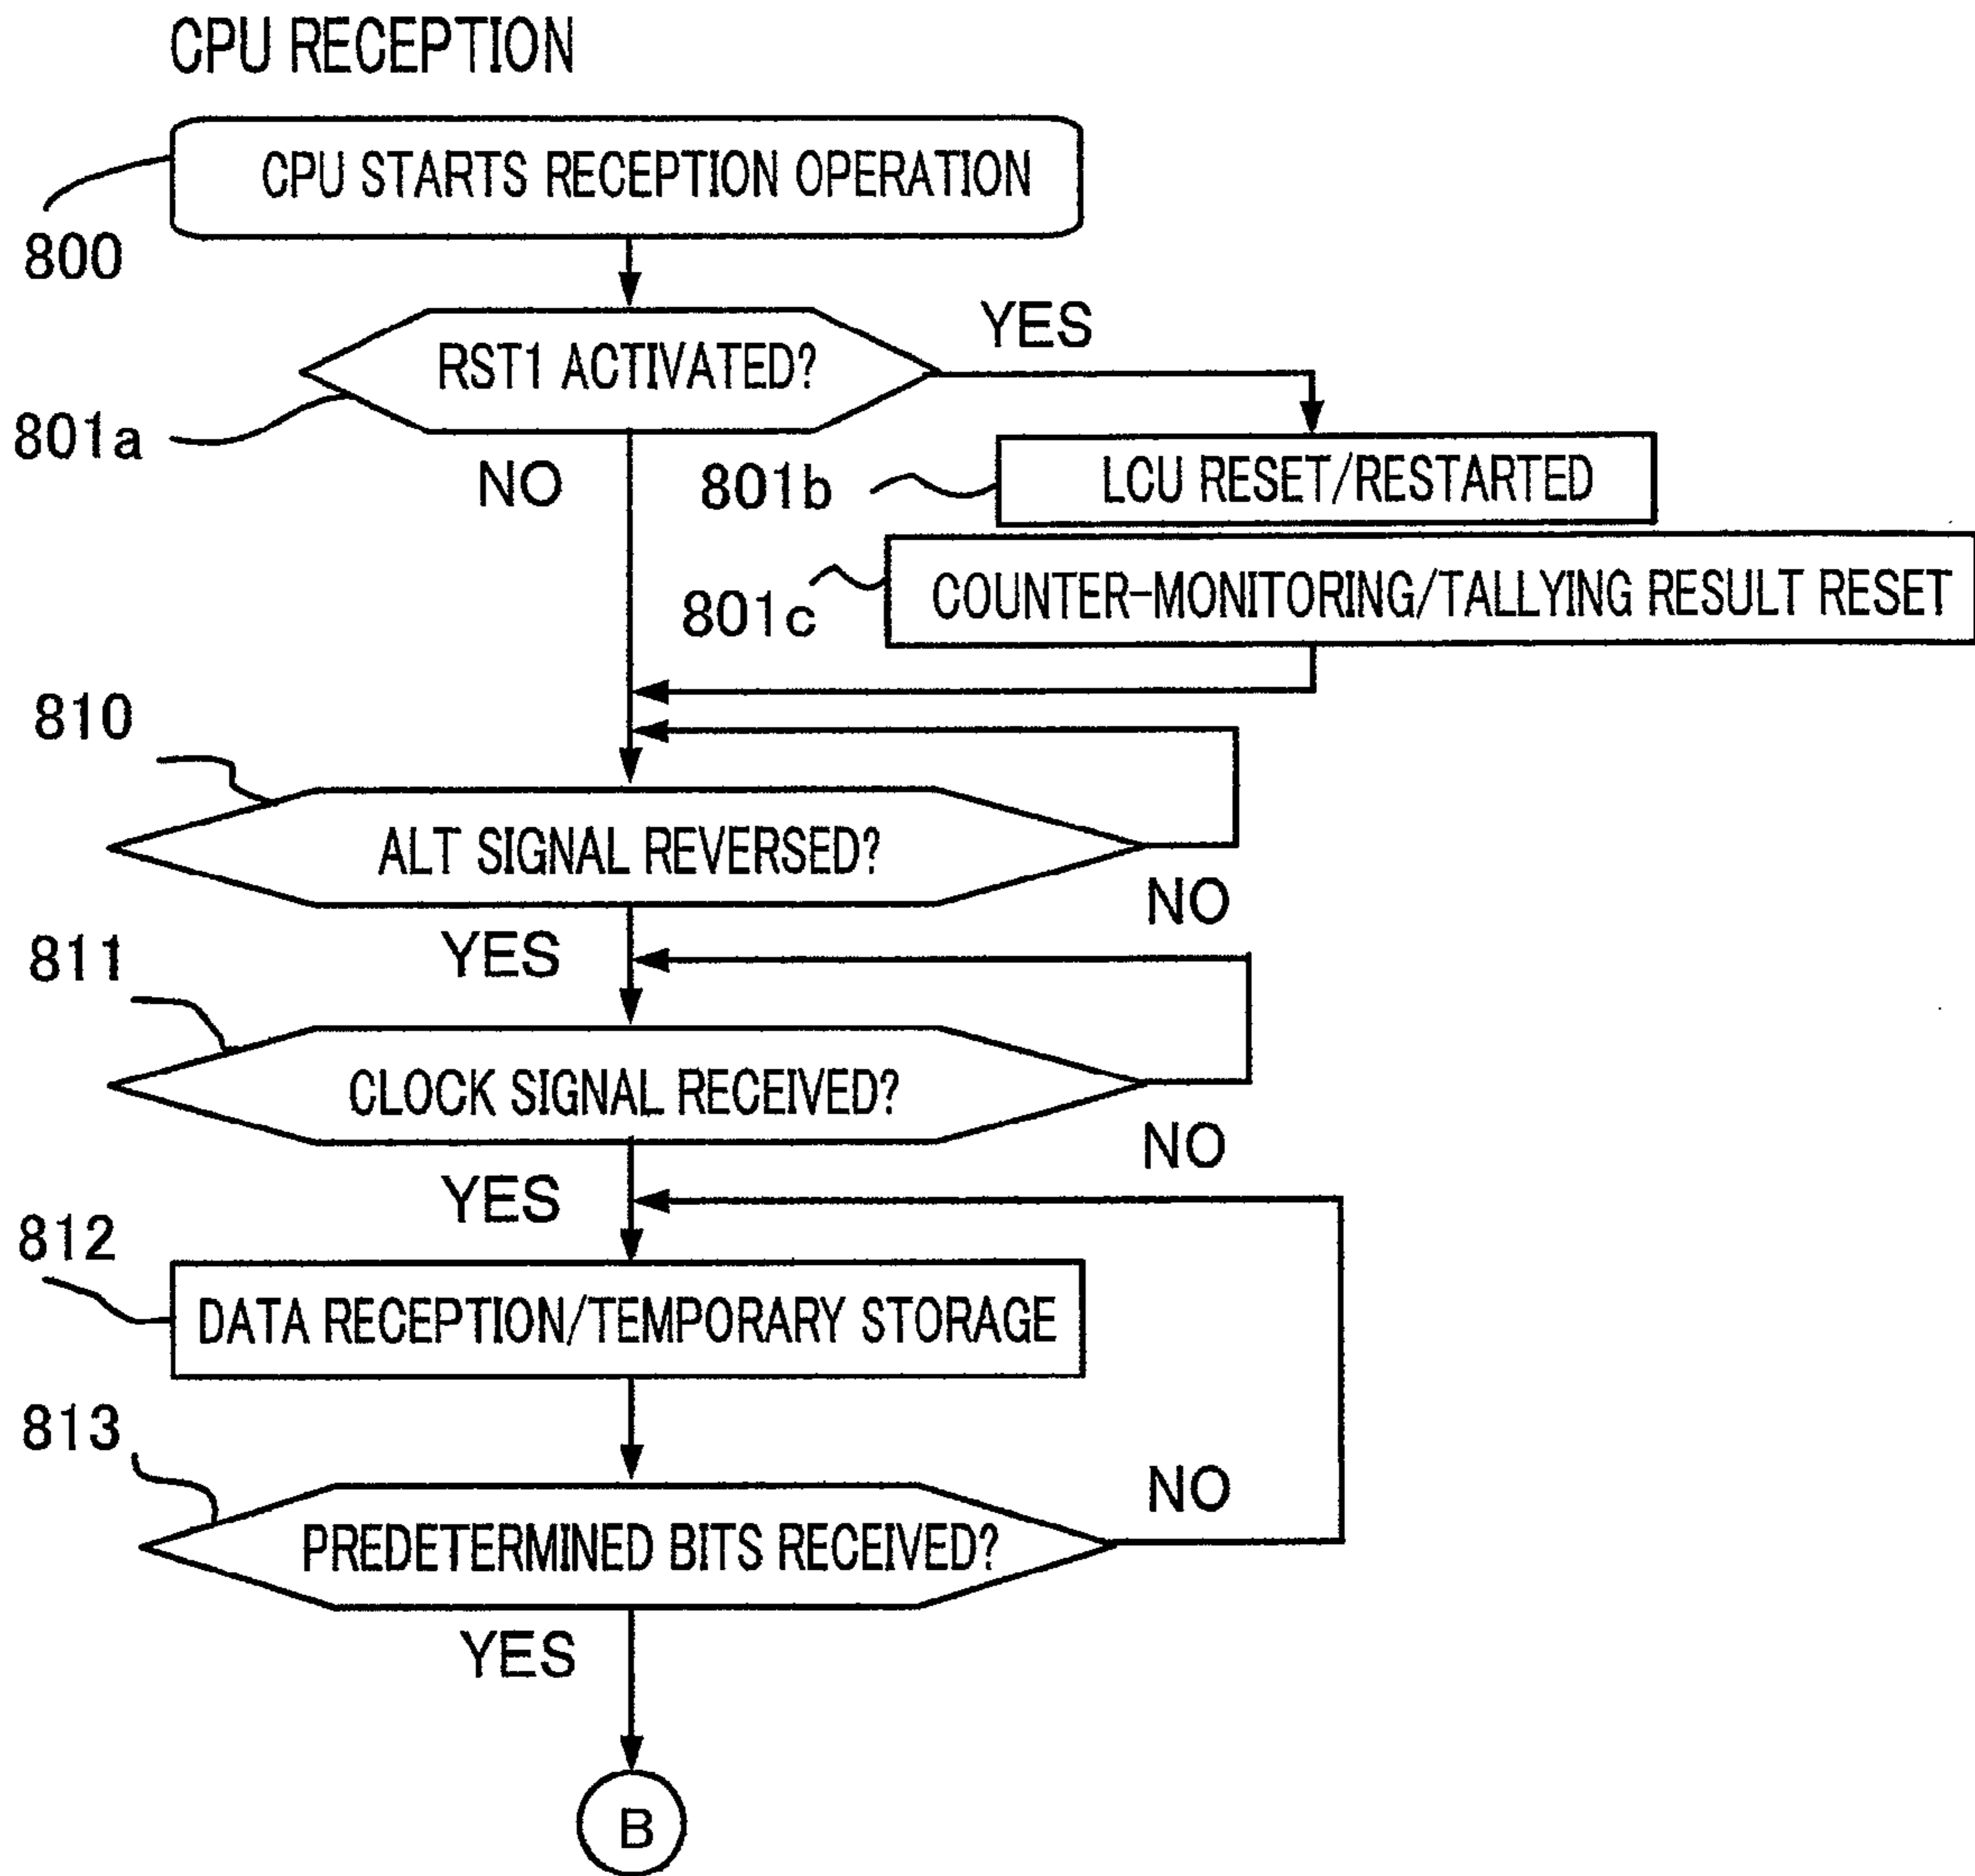 CPU RECEPTION
CPU STARTS RECEPTION OPERATION
800
YES
RST1 ACTIVATED?
801a
NO
801b
LCU RESET/RESTARTED
801c
COUNTER-MONITORING/TALLYING RESULT RESET
810
ALT SIGNAL REVERSED?
NO
YES
811
CLOCK SIGNAL RECEIVED?
NO
YES
812
DATA RECEPTION/TEMPORARY STORAGE
813
NO
PREDETERMINED BITS RECEIVED?
YES
B